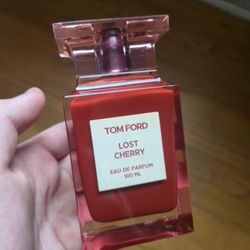 TOM FORD
LOST
CHERRY
EAU DE PARFUM
100 ML